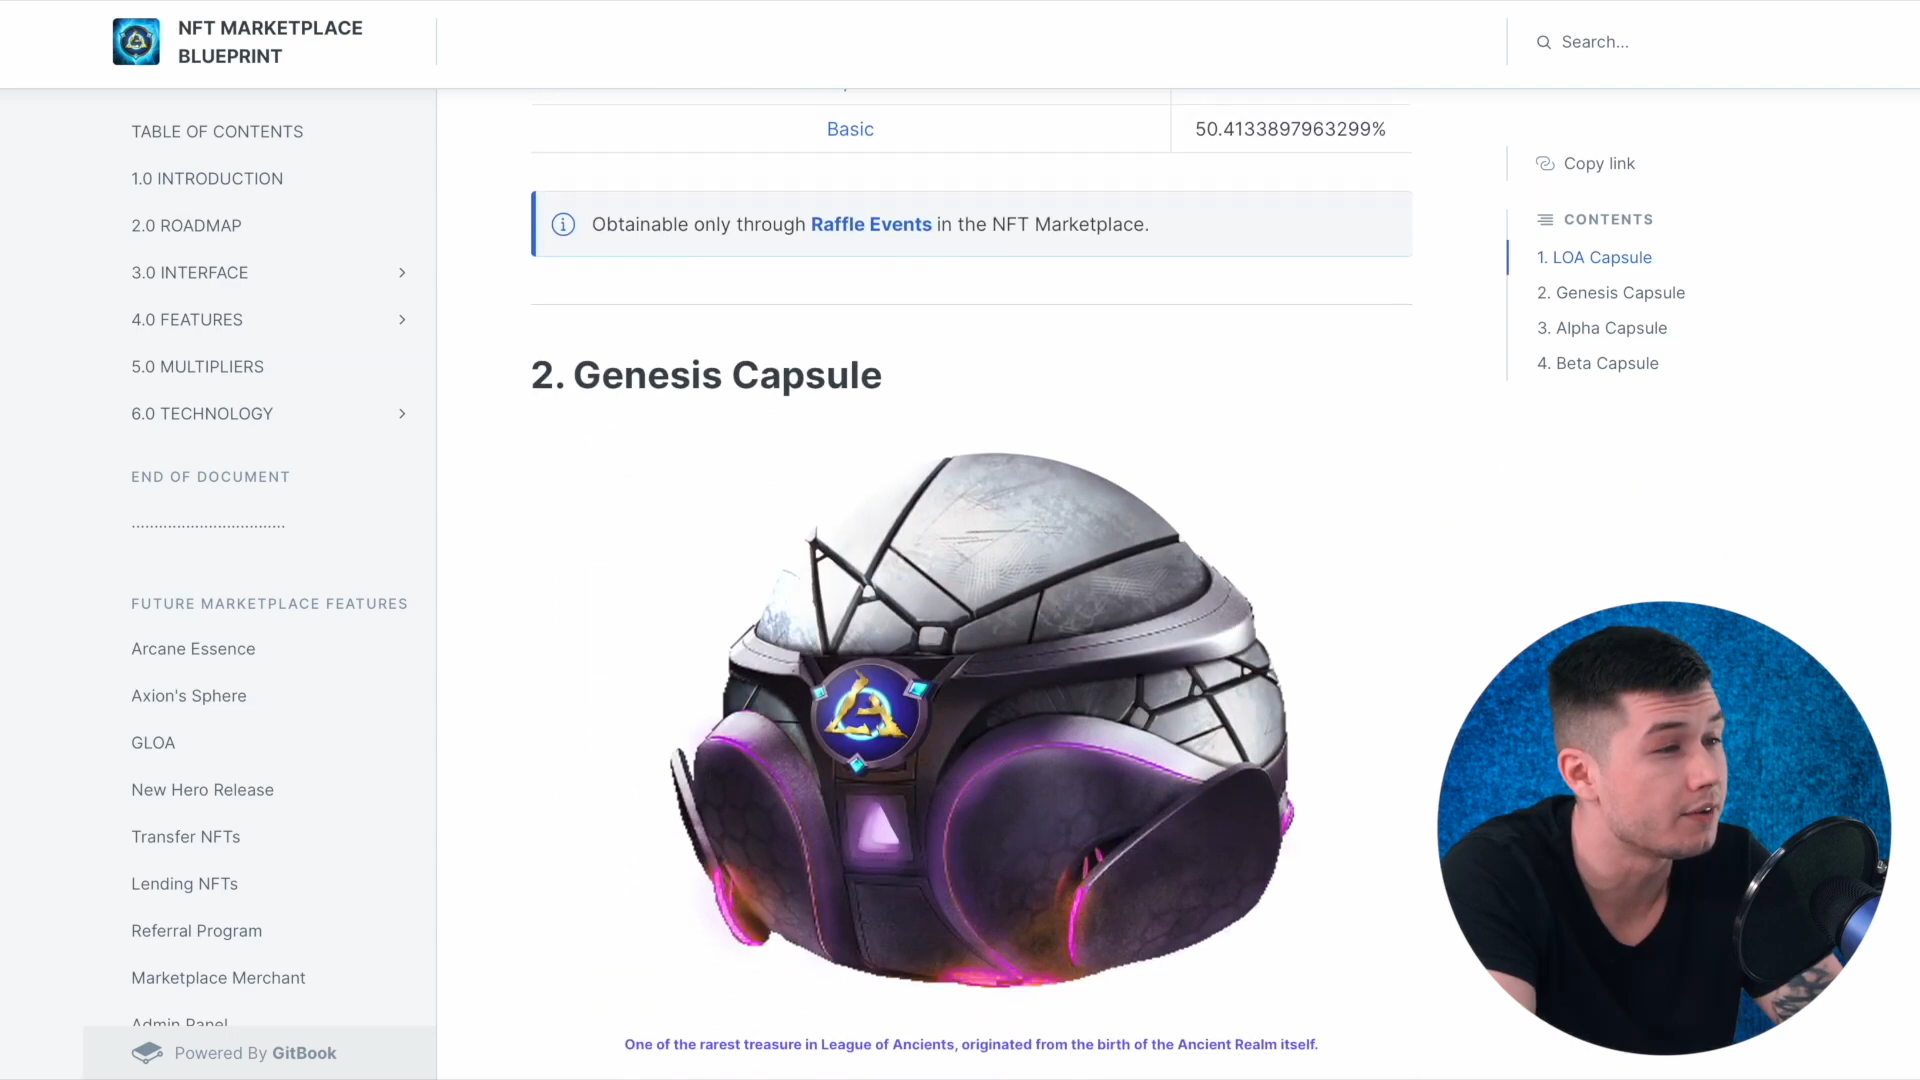 NFT MARKETPLACE
BLUEPRINT
Search...
TABLE OF CONTENTS
1.0 INTRODUCTION
2.0 ROADMAP
3.0 INTERFACE
4.0 FEATURES
5.0 MULTIPLIERS
6.0 TECHNOLOGY
END OF DOCUMENT
..................................
FUTURE MARKETPLACE FEATURES
Arcane Essence
Axion's Sphere
GLOA
New Hero Release
Transfer NFTs
Lending NFTs
Referral Program
Marketplace Merchant
Admin Panel
Powered By GitBook
Basic 50.4133897963299%
Obtainable only through Raffle Events in the NFT Marketplace.
2. Genesis Capsule
One of the rarest treasure in League of Ancients, originated from the birth of the Ancient Realm itself.
Copy link
CONTENTS
1. LOA Capsule
2. Genesis Capsule
3. Alpha Capsule
4. Beta Capsule